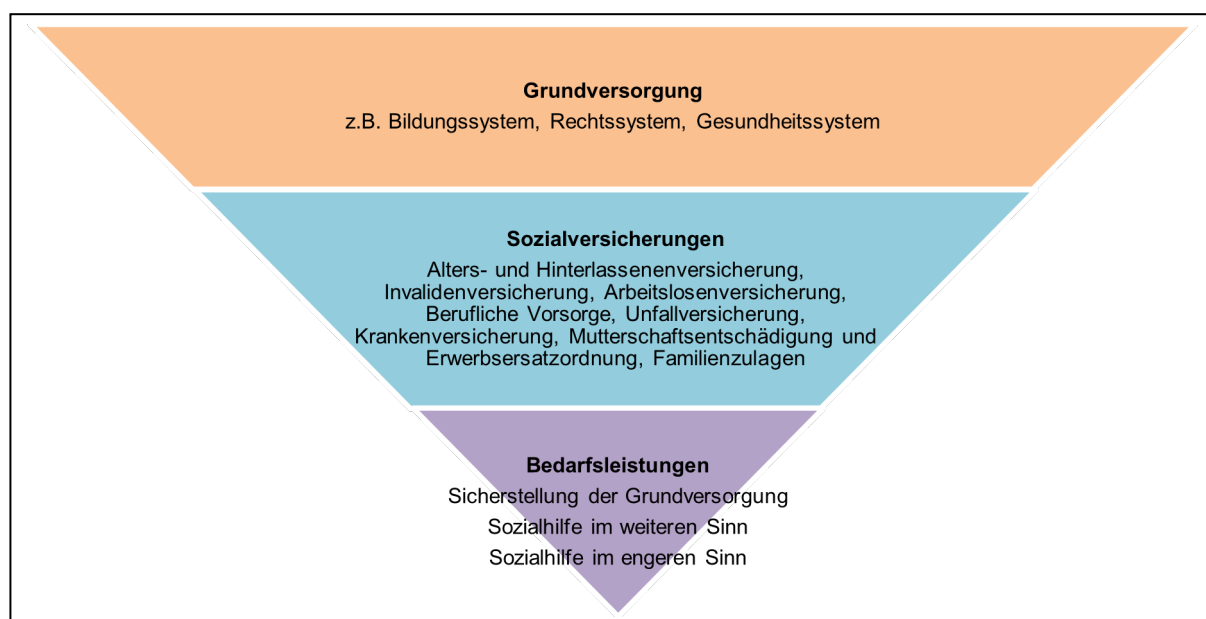 Grundversorgung
z.B. Bildungssystem, Rechtssystem, Gesundheitssystem
Sozialversicherungen
Alters- und Hinterlassenenversicherung,
Invalidenversicherung, Arbeitslosenversicherung,
Berufliche Vorsorge, Unfallversicherung,
Krankenversicherung, Mutterschaftsentschädigung und
Erwerbsersatzordnung, Familienzulagen
Bedarfsleistungen
Sicherstellung der Grundversorgung
Sozialhilfe im weiteren Sinn
Sozialhilfe im engeren Sinn